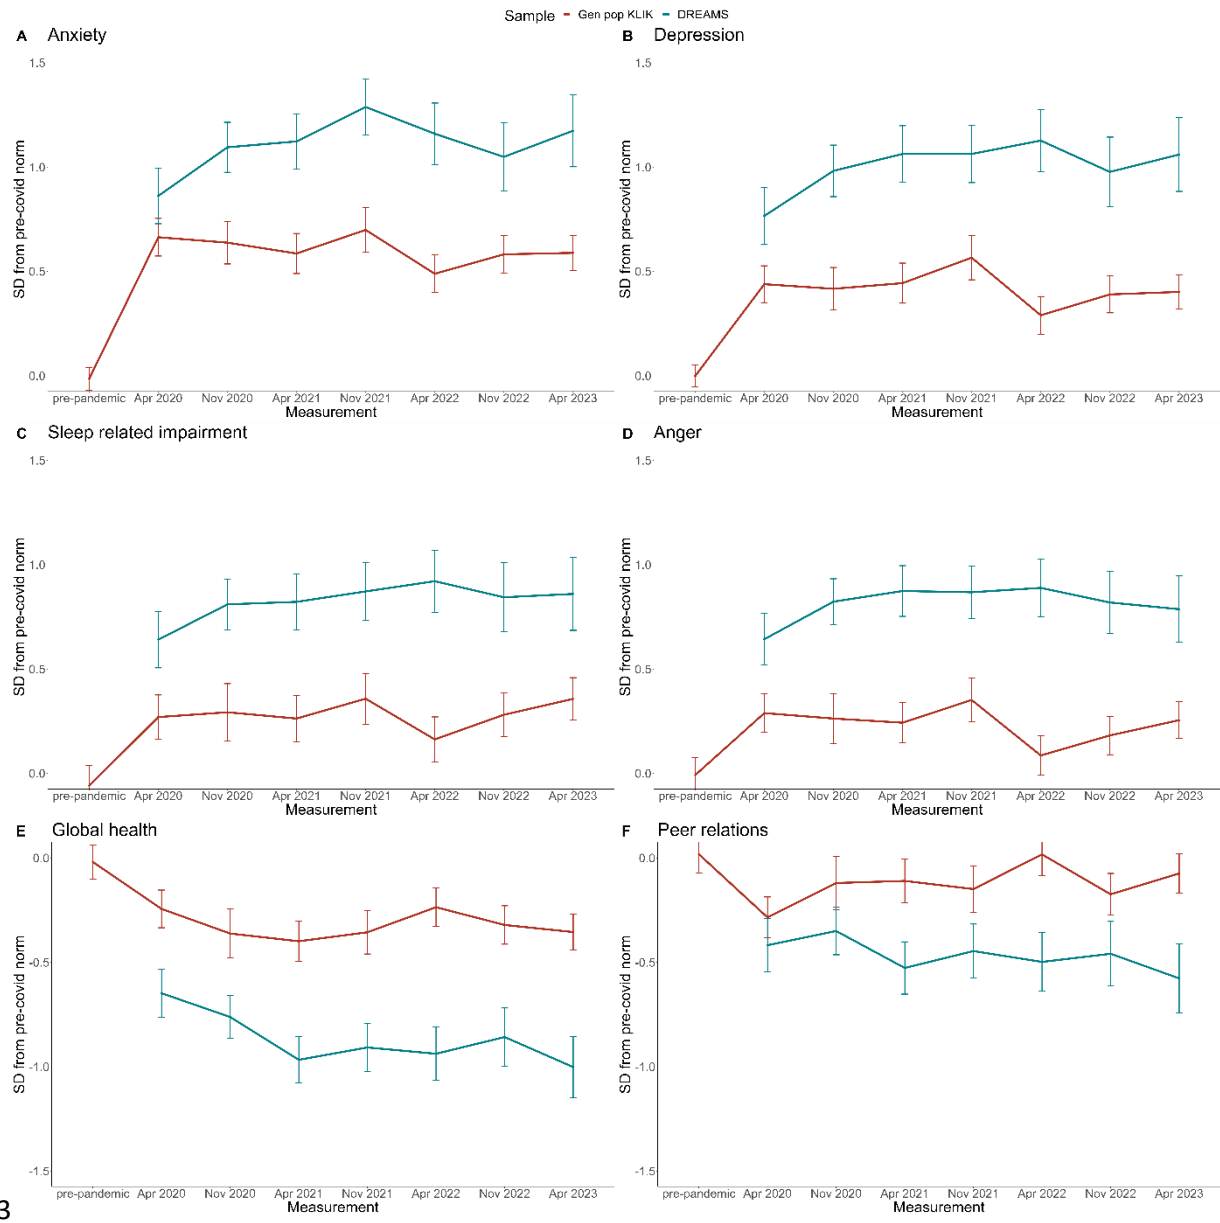 Sample Gen pop KLIK DREAMS
A Anxiety
1.5
1.0
0.5
0.0
SD from pre-covid norm
pre-pandemic Apr 2020 Nov 2020 Apr 2021 Nov 2021 Apr 2022 Nov 2022 Apr 2023
Measurement
B Depression
1.5
1.0
0.5
0.0
SD from pre-covid norm
pre-pandemic Apr 2020 Nov 2020 Apr 2021 Nov 2021 Apr 2022 Nov 2022 Apr 2023
Measurement
C Sleep related impairment
1.5
1.0
0.5
0.0
SD from pre-covid norm
pre-pandemic Apr 2020 Nov 2020 Apr 2021 Nov 2021 Apr 2022 Nov 2022 Apr 2023
Measurement
D Anger
1.5
1.0
0.5
0.0
SD from pre-covid norm
pre-pandemic Apr 2020 Nov 2020 Apr 2021 Nov 2021 Apr 2022 Nov 2022 Apr 2023
Measurement
E Global health
0.0
-0.5
-1.0
-1.5
SD from pre-covid norm
pre-pandemic Apr 2020 Nov 2020 Apr 2021 Nov 2021 Apr 2022 Nov 2022 Apr 2023
Measurement
F Peer relations
0.0
-0.5
-1.0
-1.5
SD from pre-covid norm
pre-pandemic Apr 2020 Nov 2020 Apr 2021 Nov 2021 Apr 2022 Nov 2022 Apr 2023
Measurement
3